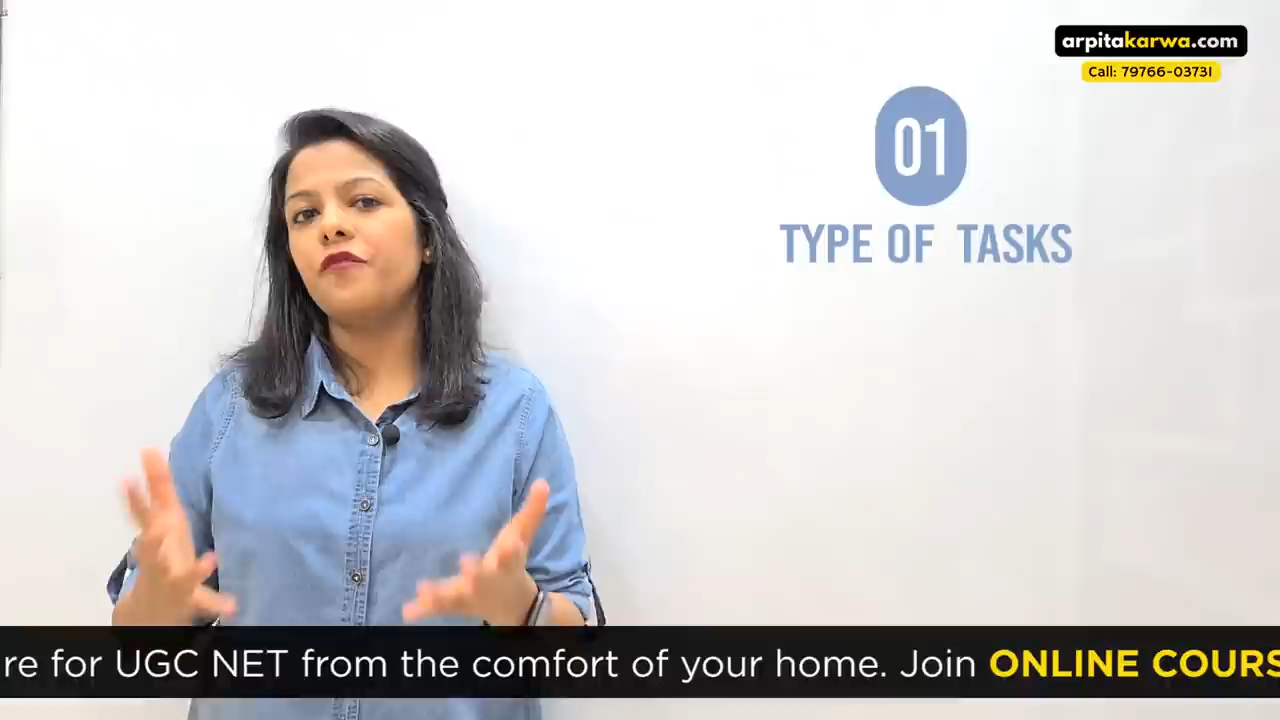 arpitakarwa.com
Call: 79766-03731
01
TYPE OF TASKS
re for UGC NET from the comfort of your home. Join ONLINE COURS